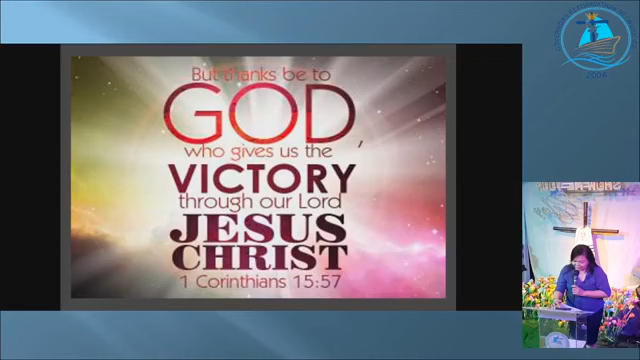 But thanks be to
GOD,
who gives us the
VICTORY
through our Lord
JESUS
CHRIST
1 Corinthians 15:57
2006